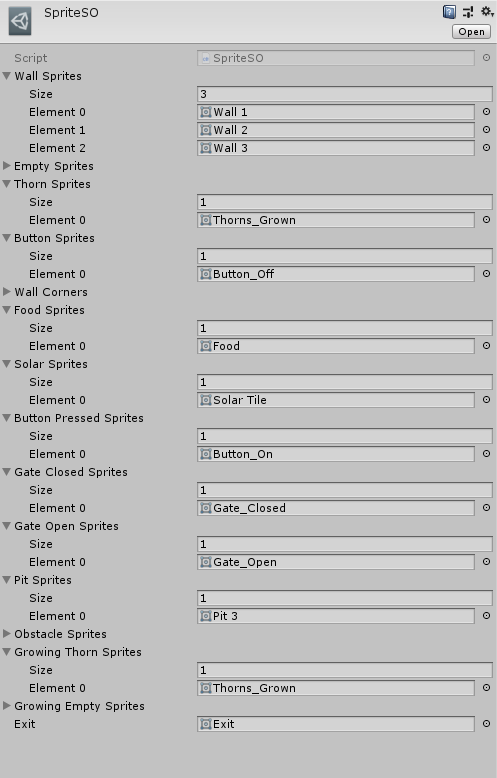 SpriteSO
Open
Script SpriteSO
Wall Sprites
Size 3
Element 0 Wall 1
Element 1 Wall 2
Element 2 Wall 3
Empty Sprites
Thorn Sprites
Size 1
Element 0 Thorns_Grown
Button Sprites
Size 1
Element 0 Button_Off
Wall Corners
Food Sprites
Size 1
Element 0 Food
Solar Sprites
Size 1
Element 0 Solar Tile
Button Pressed Sprites
Size 1
Element 0 Button_On
Gate Closed Sprites
Size 1
Element 0 Gate_Closed
Gate Open Sprites
Size 1
Element 0 Gate_Open
Pit Sprites
Size 1
Element 0 Pit 3
Obstacle Sprites
Growing Thorn Sprites
Size 1
Element 0 Thorns_Grown
Growing Empty Sprites
Exit Exit